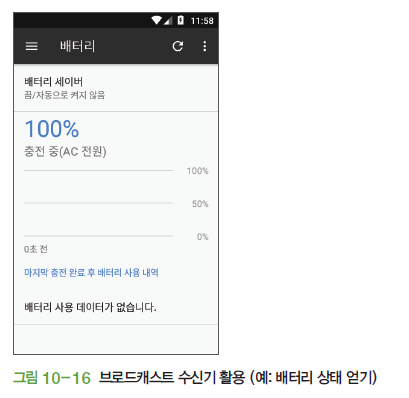 11:58
배터리
배터리 세이버
끔/자동으로 켜지 않음
100%
충전 중(AC 전원)
100%
50%
0%
0초 전
마지막 충전 완료 후 배터리 사용 내역
배터리 사용 데이터가 없습니다.
그림 10-16 브로드캐스트 수신기 활용 (예: 배터리 상태 얻기)